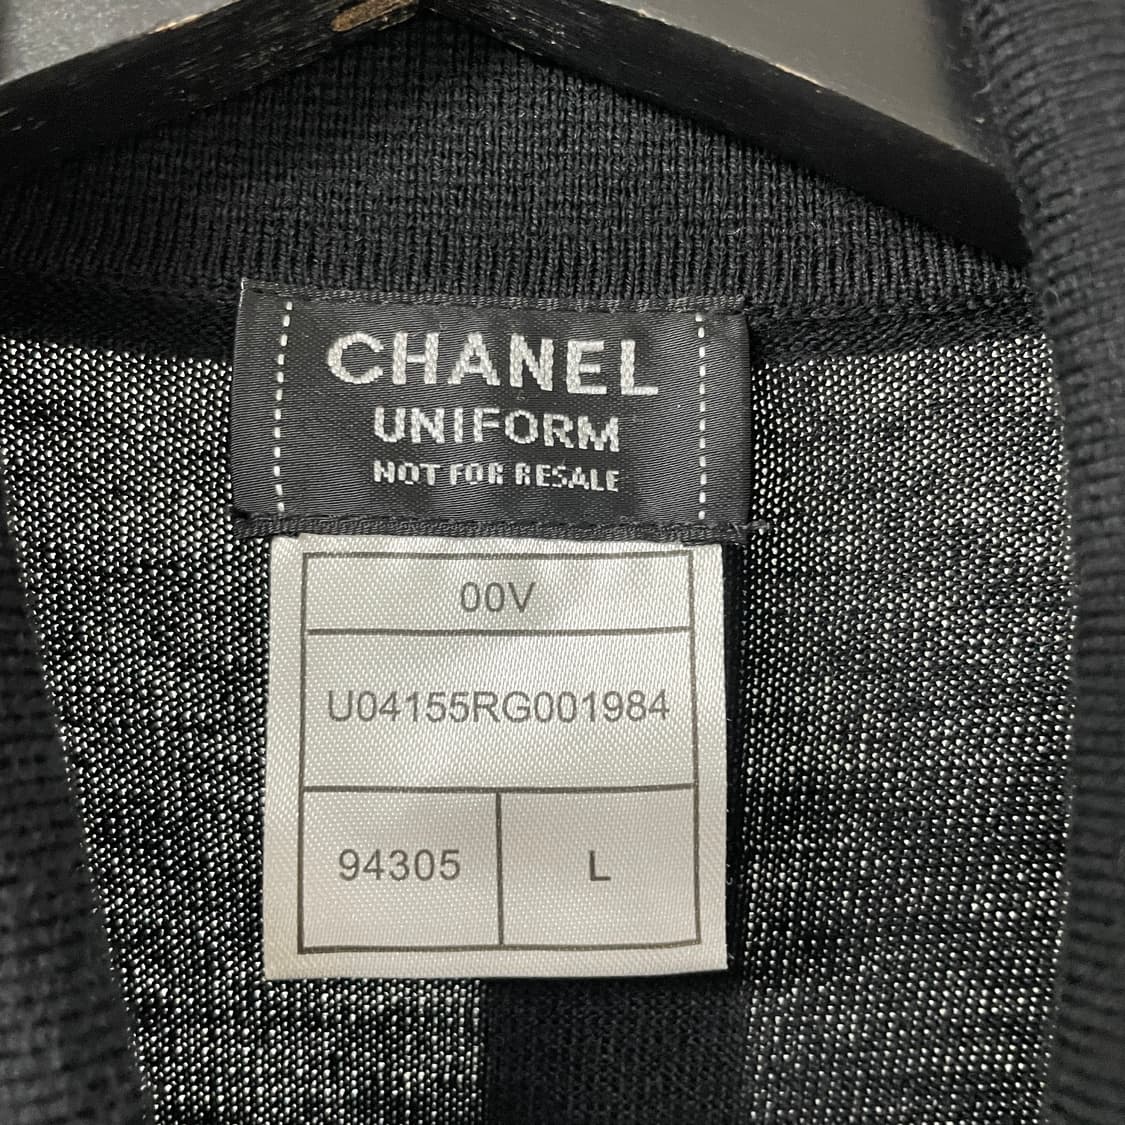 CHANEL
UNIFORM
NOT FOR RESALE
00V
U04155RG001984
94305 L